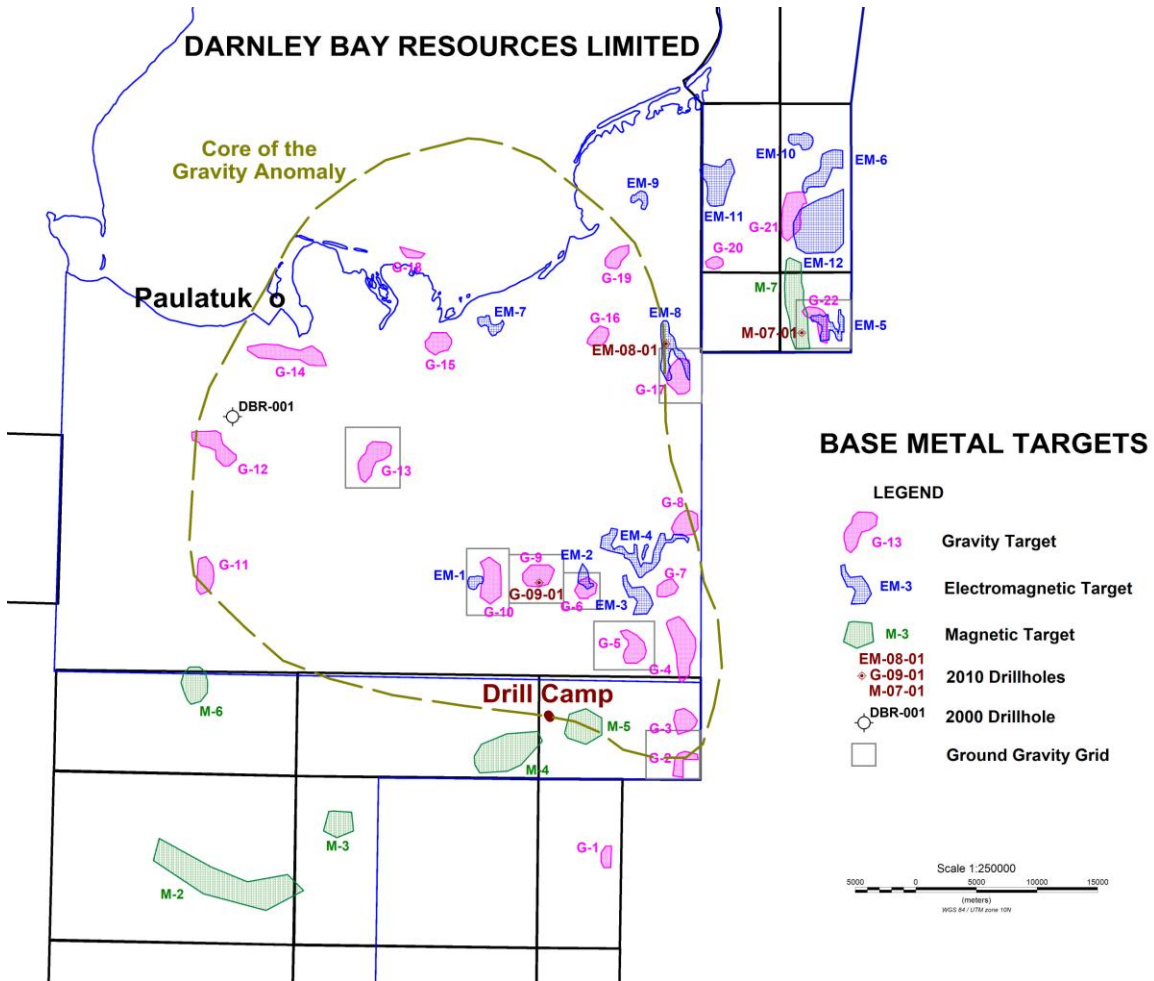 DARNLEY BAY RESOURCES LIMITED
Core of the
Gravity Anomaly
EM-10
EM-6
EM-9
EM-11
G-21
G-20
EM-12
G-18
G-19
M-7
Paulatuk o
G-22
EM-7
G-16
EM-8
EM-5
M-07-01
EM-08-01
G-15
G-14
G-17
DBR-001
G-12
G-13
G-8
EM-4
G-9
EM-2
G-11
EM-1
G-7
G-09-01
G-6
EM-3
G-10
G-5
G-4
Drill Camp
M-6
M-5
G-3
G-2
M-4
M-3
G-1
M-2
BASE METAL TARGETS
LEGEND
G-13
Gravity Target
EM-3
Electromagnetic Target
M-3
Magnetic Target
EM-08-01
G-09-01
M-07-01
2010 Drillholes
DBR-001
2000 Drillhole
Ground Gravity Grid
Scale 1:250000
5000 0 5000 10000 15000
(meters)
WGS 84 / UTM zone 10N